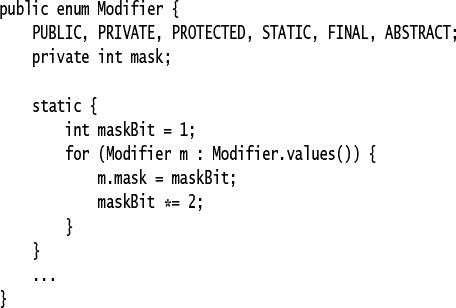 public enum Modifier {
    PUBLIC, PRIVATE, PROTECTED, STATIC, FINAL, ABSTRACT;
    private int mask;

    static {
        int maskBit = 1;
        for (Modifier m : Modifier.values()) {
            m.mask = maskBit;
            maskBit *= 2;
        }
    }
    ...
}